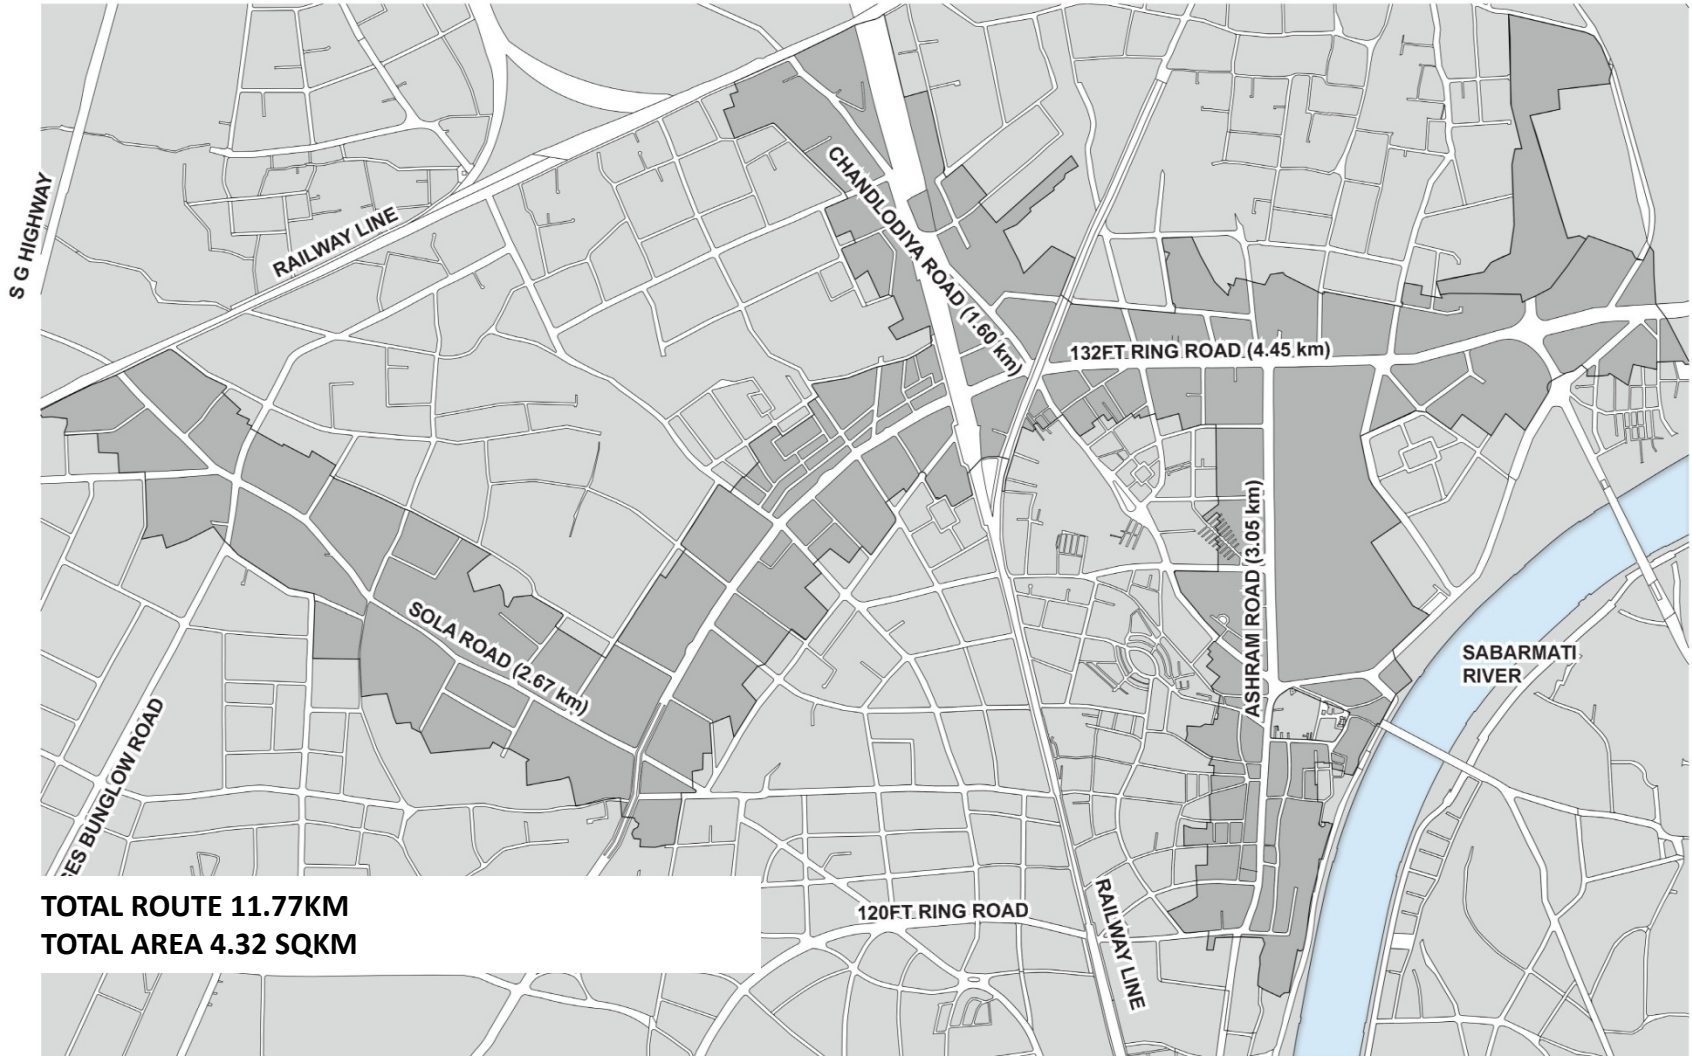 S G HIGHWAY
RAILWAY LINE
CHANDLODIYA ROAD (1.60 km)
132FT RING ROAD (4.45 km)
ASHRAM ROAD (3.05 km)
SOLA ROAD (2.67 km)
SABARMATI
RIVER
SES BUNGLOW ROAD
120FT RING ROAD
RAILWAY LINE
TOTAL ROUTE 11.77KM
TOTAL AREA 4.32 SQKM